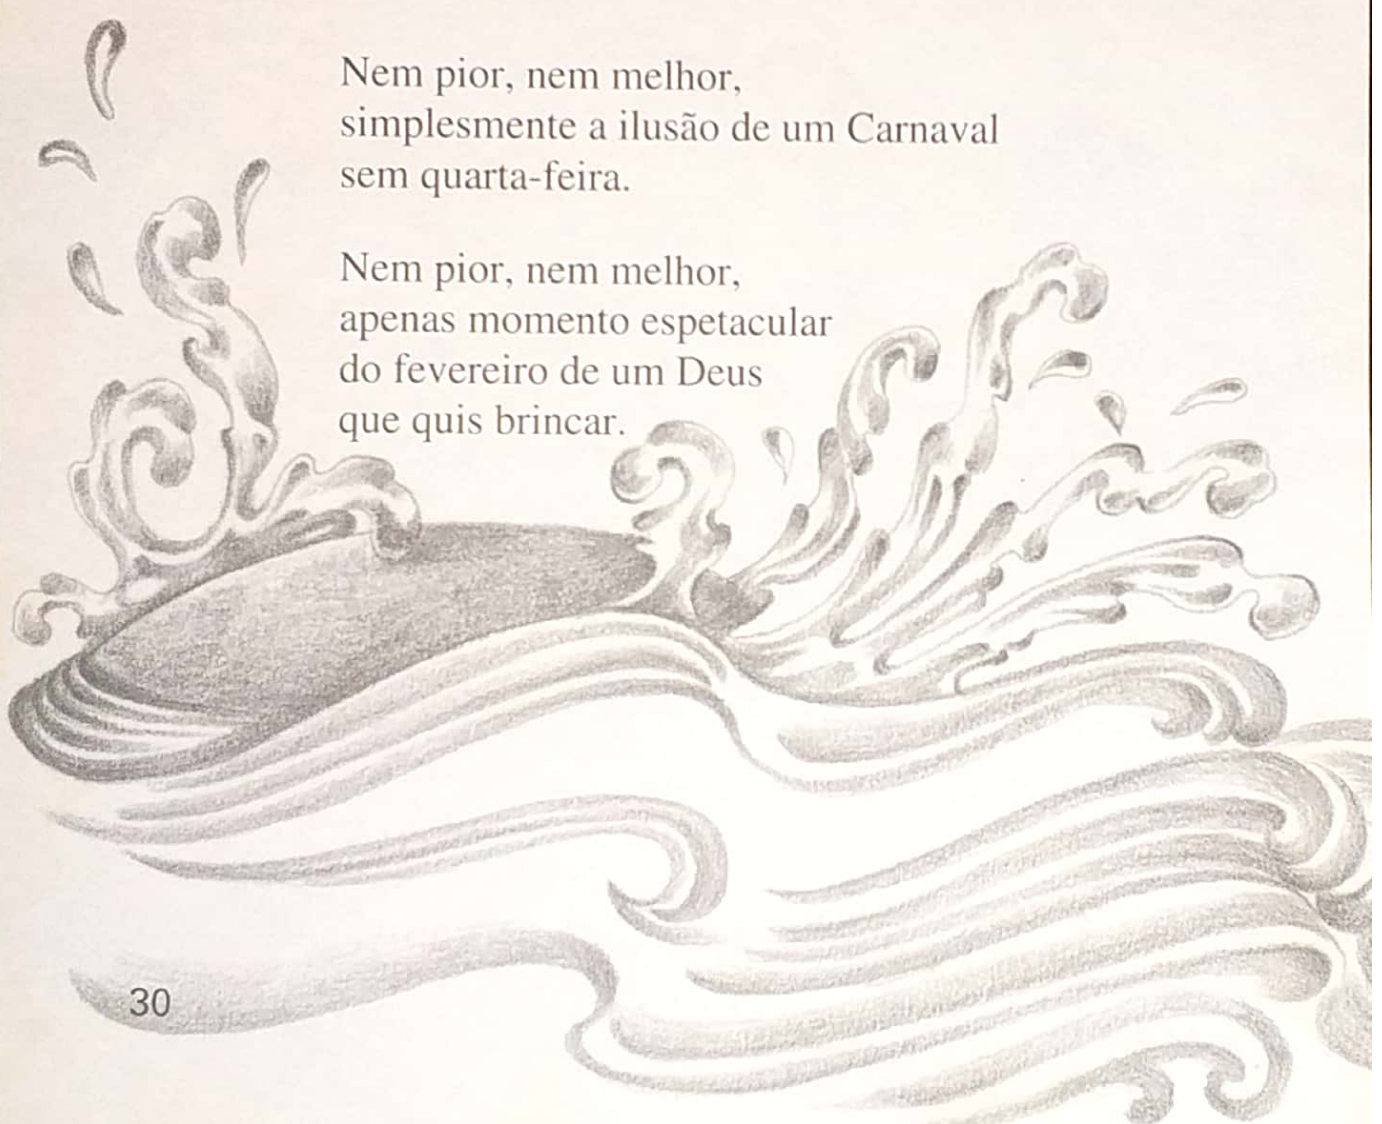 Nem pior, nem melhor,
simplesmente a ilusão de um Carnaval
sem quarta-feira.
Nem pior, nem melhor,
apenas momento espetacular
do fevereiro de um Deus
que quis brincar.
30